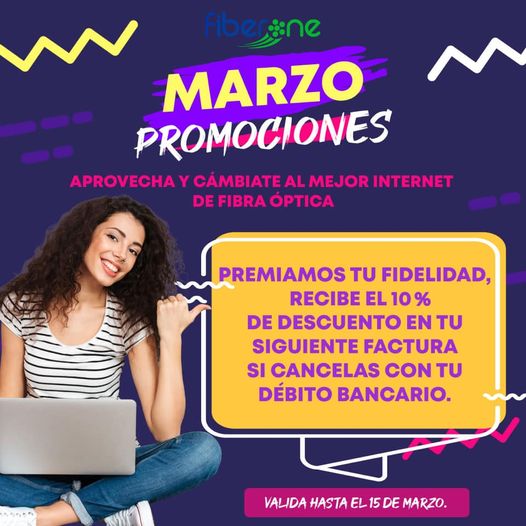 fiberone
MARZO
PROMOCIONES
APROVECHA Y CÁMBIATE AL MEJOR INTERNET
DE FIBRA ÓPTICA
PREMIAMOS TU FIDELIDAD,
RECIBE EL 10 %
DE DESCUENTO EN TU
SIGUIENTE FACTURA
SI CANCELAS CON TU
DÉBITO BANCARIO.
VALIDA HASTA EL 15 DE MARZO.